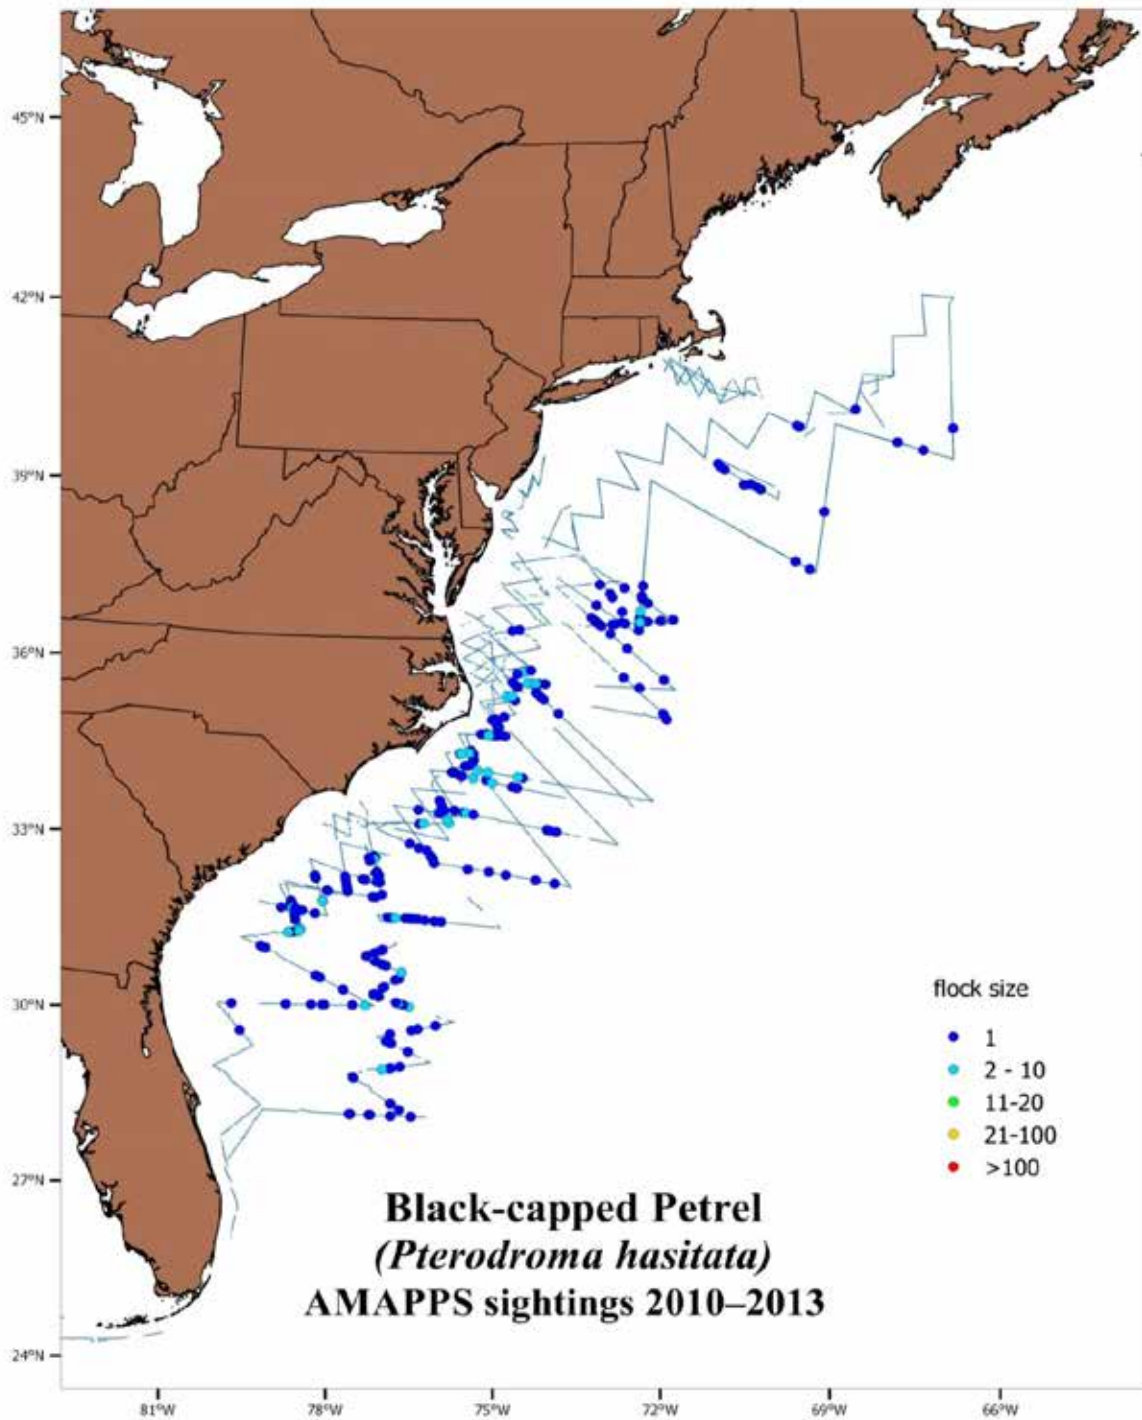 45°N
42°N
39°N
36°N
33°N
30°N
27°N
24°N
flock size
1
2 - 10
11-20
21-100
>100
Black-capped Petrel
(Pterodroma hasitata)
AMAPPS sightings 2010–2013
81°W 78°W 75°W 72°W 69°W 66°W